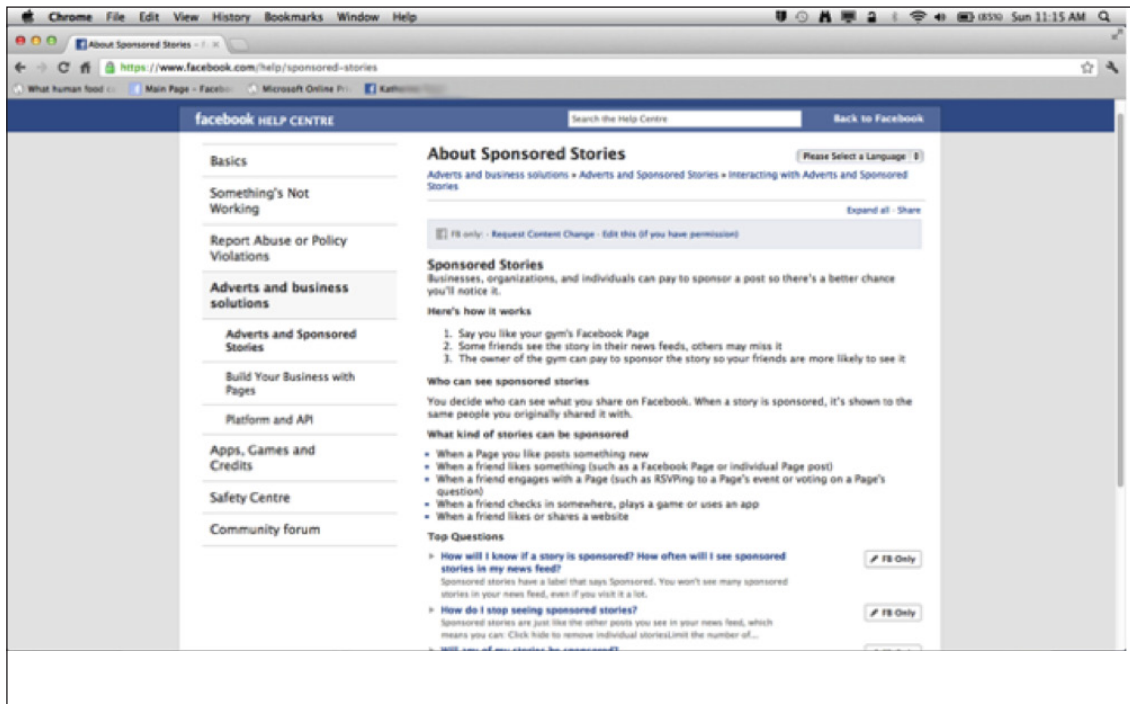 Chrome File Edit View History Bookmarks Window Help (85%) Sun 11:15 AM
About Sponsored Stories - F
https://www.facebook.com/help/sponsored-stories
What human food c Main Page - Facebo Microsoft Online Pri
facebook HELP CENTRE Search the Help Centre Back to Facebook
Basics
Something's Not
Working
Report Abuse or Policy
Violations
Adverts and business
solutions
Adverts and Sponsored
Stories
Build Your Business with
Pages
Platform and API
Apps, Games and
Credits
Safety Centre
Community forum
About Sponsored Stories Please Select a Language
Adverts and business solutions » Adverts and Sponsored Stories » Interacting with Adverts and Sponsored
Stories
Expand all · Share
FB only: · Request Content Change · Edit this (if you have permission)
Sponsored Stories
Businesses, organizations, and individuals can pay to sponsor a post so there's a better chance
you'll notice it.
Here's how it works
1. Say you like your gym's Facebook Page
2. Some friends see the story in their news feeds, others may miss it
3. The owner of the gym can pay to sponsor the story so your friends are more likely to see it
Who can see sponsored stories
You decide who can see what you share on Facebook. When a story is sponsored, it's shown to the
same people you originally shared it with.
What kind of stories can be sponsored
When a Page you like posts something new
When a friend likes something (such as a Facebook Page or individual Page post)
When a friend engages with a Page (such as RSVPing to a Page's event or voting on a Page's
question)
When a friend checks in somewhere, plays a game or uses an app
When a friend likes or shares a website
Top Questions
How will I know if a story is sponsored? How often will I see sponsored
stories in my news feed?
FB Only
Sponsored stories have a label that says Sponsored. You won't see many sponsored
stories in your news feed, even if you visit it a lot.
How do I stop seeing sponsored stories?
FB Only
Sponsored stories are just like the other posts you see in your news feed, which
means you can: Click hide to remove individual storiesLimit the number of...
Will any of my stories be sponsored?